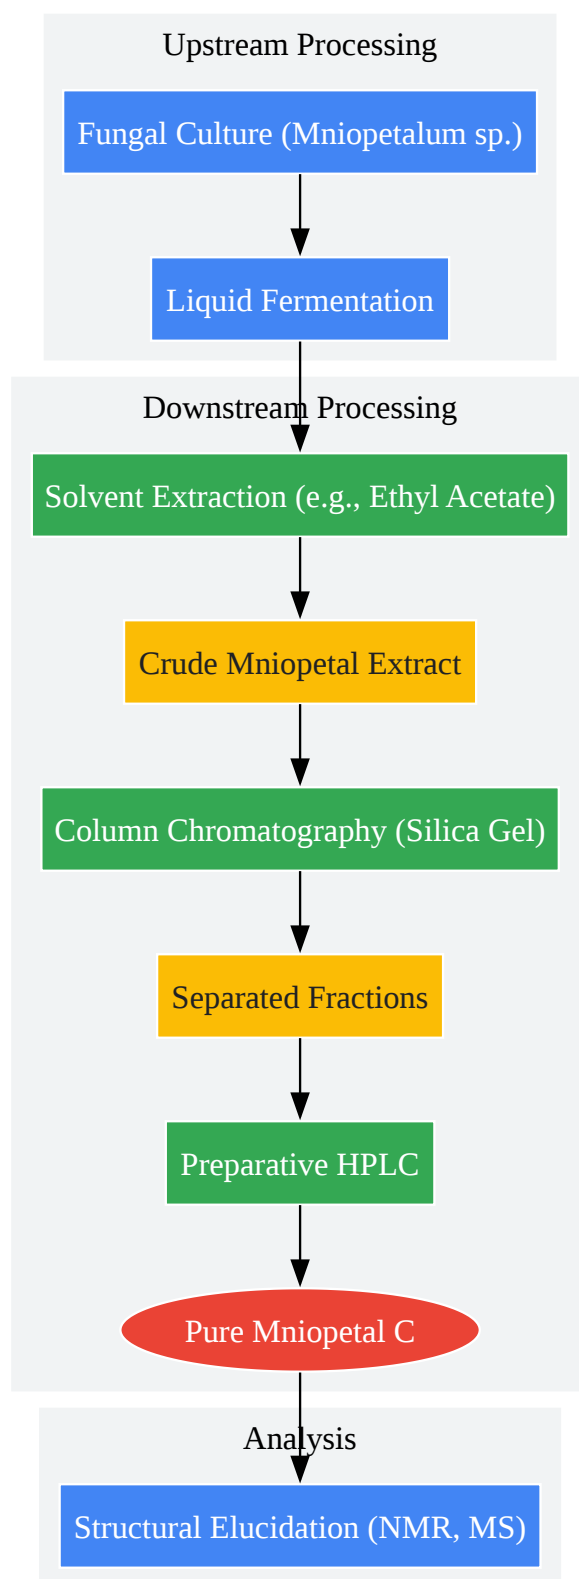 Upstream Processing
Fungal Culture (Mniopetalum sp.)
Liquid Fermentation
Downstream Processing
Solvent Extraction (e.g., Ethyl Acetate)
Crude Mniopetal Extract
Column Chromatography (Silica Gel)
Separated Fractions
Preparative HPLC
Pure Mniopetal C
Analysis
Structural Elucidation (NMR, MS)